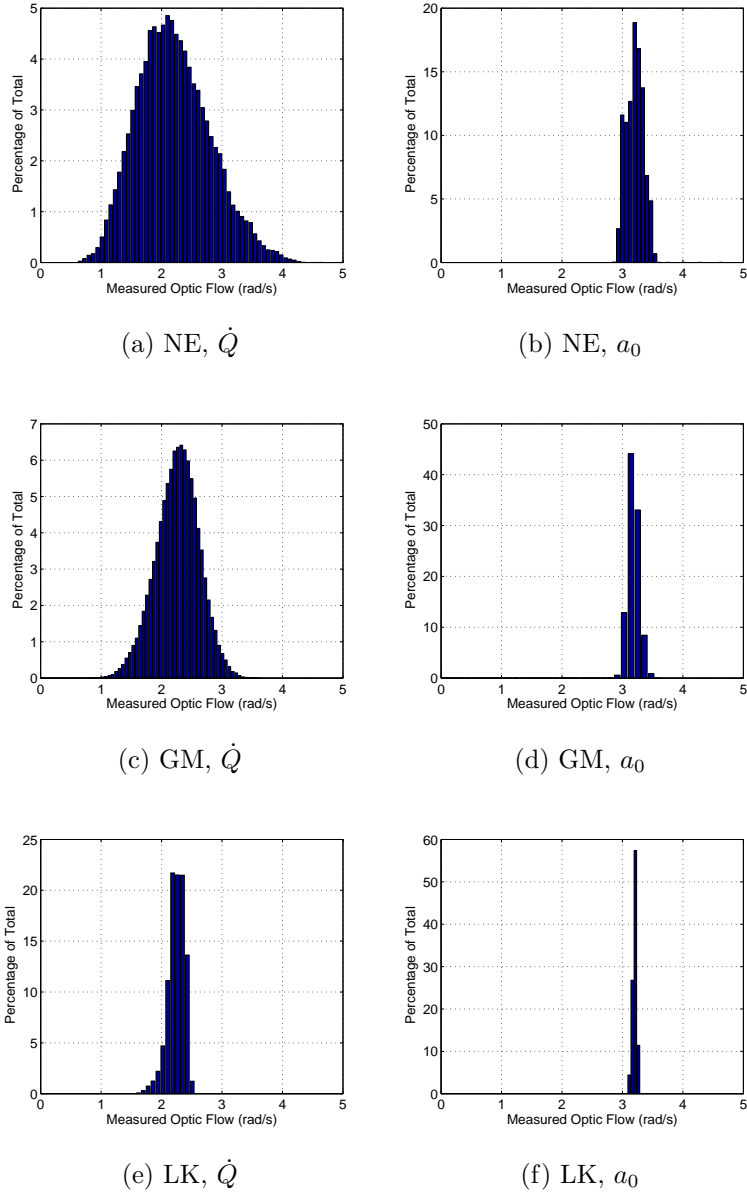 5
4
3
2
1
0
0 1 2 3 4 5
Percentage of Total
Measured Optic Flow (rad/s)
(a) NE, Q̇
20
15
10
5
0
0 1 2 3 4 5
Percentage of Total
Measured Optic Flow (rad/s)
(b) NE, a₀
7
6
5
4
3
2
1
0
0 1 2 3 4 5
Percentage of Total
Measured Optic Flow (rad/s)
(c) GM, Q̇
50
40
30
20
10
0
0 1 2 3 4 5
Percentage of Total
Measured Optic Flow (rad/s)
(d) GM, a₀
25
20
15
10
5
0
0 1 2 3 4 5
Percentage of Total
Measured Optic Flow (rad/s)
(e) LK, Q̇
60
50
40
30
20
10
0
0 1 2 3 4 5
Percentage of Total
Measured Optic Flow (rad/s)
(f) LK, a₀